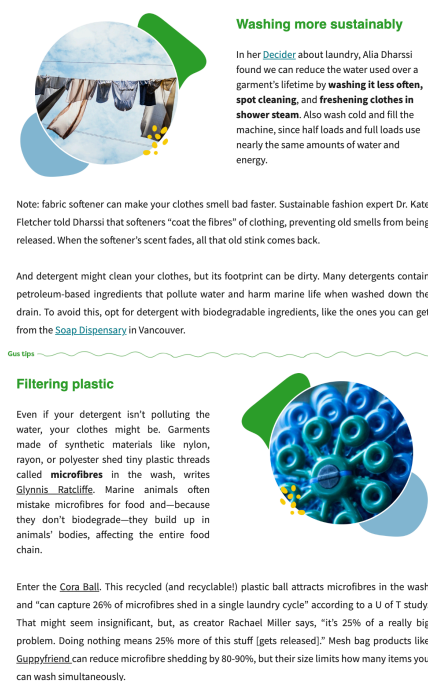 Washing more sustainably
In her Decider about laundry, Alia Dharssi
found we can reduce the water used over a
garment's lifetime by washing it less often,
spot cleaning, and freshening clothes in
shower steam. Also wash cold and fill the
machine, since half loads and full loads use
nearly the same amounts of water and
energy.
Note: fabric softener can make your clothes smell bad faster. Sustainable fashion expert Dr. Kate
Fletcher told Dharssi that softeners “coat the fibres” of clothing, preventing old smells from being
released. When the softener's scent fades, all that old stink comes back.
And detergent might clean your clothes, but its footprint can be dirty. Many detergents contain
petroleum-based ingredients that pollute water and harm marine life when washed down the
drain. To avoid this, opt for detergent with biodegradable ingredients, like the ones you can get
from the Soap Dispensary in Vancouver.
Gus tips
Filtering plastic
Even if your detergent isn't polluting the
water, your clothes might be. Garments
made of synthetic materials like nylon,
rayon, or polyester shed tiny plastic threads
called microfibres in the wash, writes
Glynnis Ratcliffe. Marine animals often
mistake microfibres for food and—because
they don't biodegrade—they build up in
animals' bodies, affecting the entire food
chain.
Enter the Cora Ball. This recycled (and recyclable!) plastic ball attracts microfibres in the wash
and “can capture 26% of microfibres shed in a single laundry cycle” according to a U of T study.
That might seem insignificant, but, as creator Rachael Miller says, “it's 25% of a really big
problem. Doing nothing means 25% more of this stuff [gets released].” Mesh bag products like
Guppyfriend can reduce microfibre shedding by 80-90%, but their size limits how many items you
can wash simultaneously.